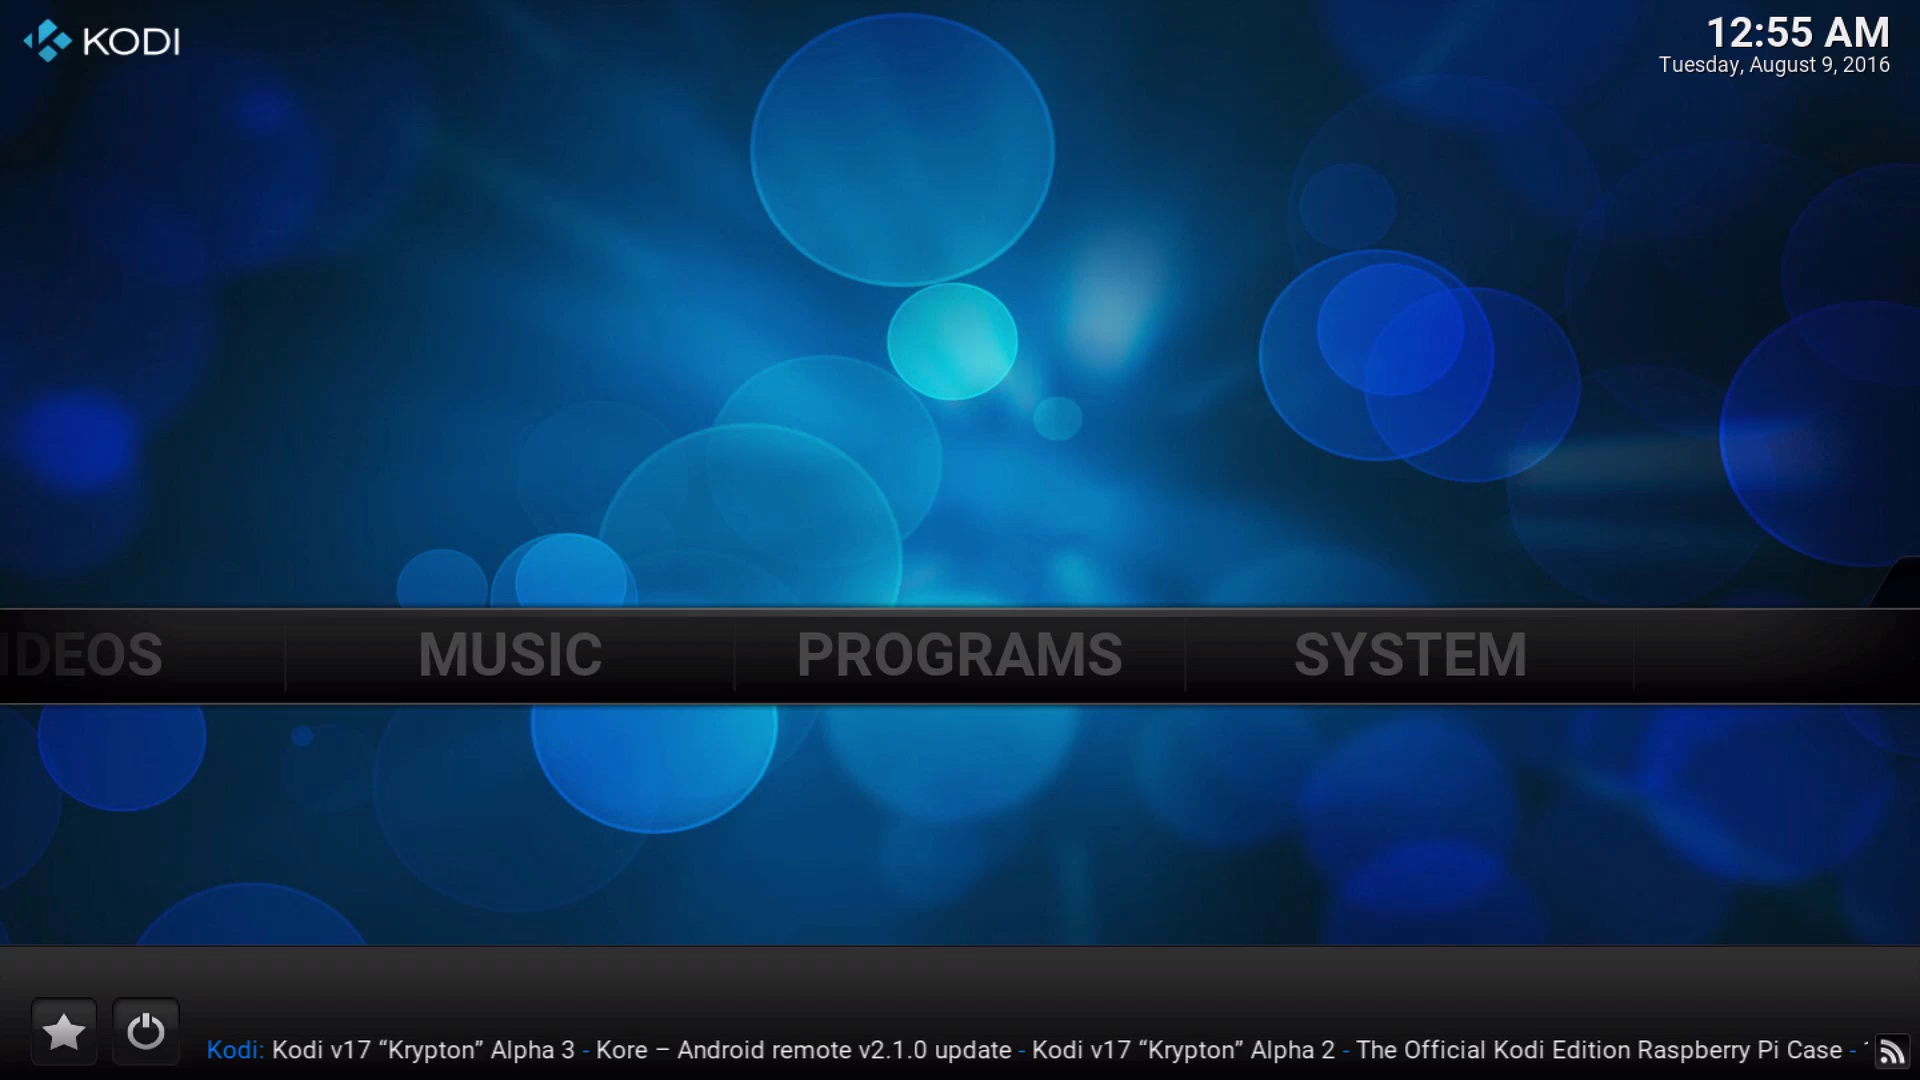 KODI
12:55 AM
Tuesday, August 9, 2016
IDEOS MUSIC PROGRAMS SYSTEM
Kodi: Kodi v17 “Krypton” Alpha 3 - Kore – Android remote v2.1.0 update - Kodi v17 “Krypton” Alpha 2 - The Official Kodi Edition Raspberry Pi Case -